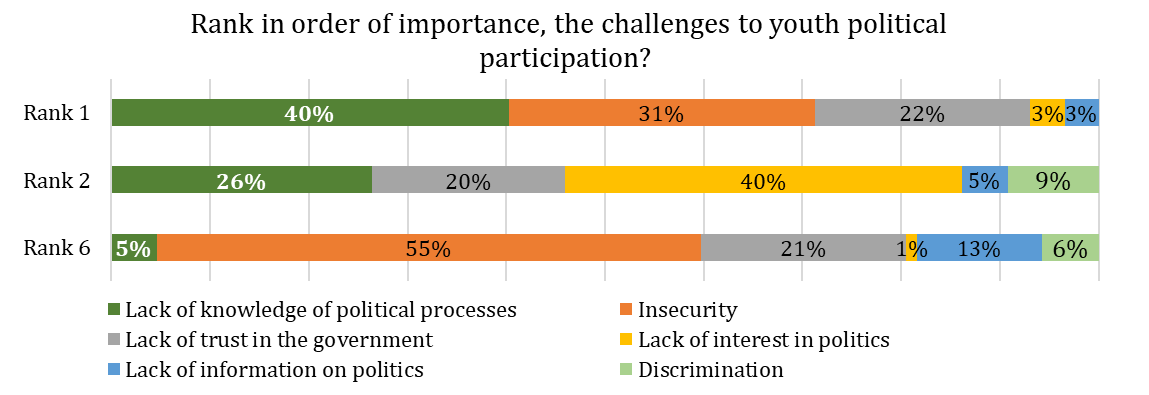 Rank in order of importance, the challenges to youth political
participation?
Rank 1 40% 31% 22% 3% 3%
Rank 2 26% 20% 40% 5% 9%
Rank 6 5% 55% 21% 1% 13% 6%
Lack of knowledge of political processes Insecurity
Lack of trust in the government Lack of interest in politics
Lack of information on politics Discrimination